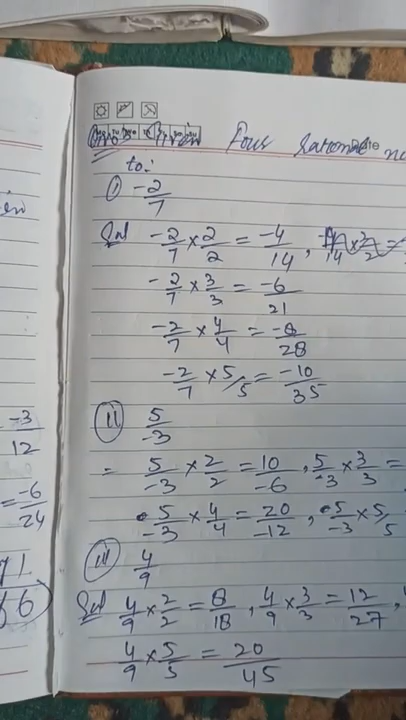 Four rational
to:
(i) -2/7
Sol -2/7 × 2/2 = -4/14,
-2/7 × 3/3 = -6/21
-2/7 × 4/4 = -8/28
-2/7 × 5/5 = -10/35
(ii) 5/-3
= 5/-3 × 2/2 = 10/-6, 5/-3 × 3/3 =
5/-3 × 4/4 = 20/-12, 5/-3 × 5/5
(iii) 4/9
Sol 4/9 × 2/2 = 8/18, 4/9 × 3/3 = 12/27,
4/9 × 5/5 = 20/45
-3/12
= -6/24